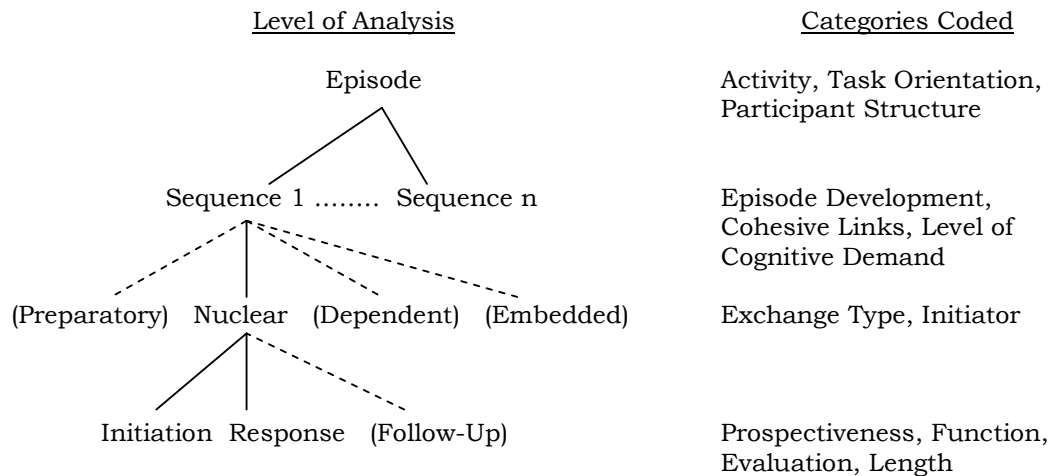 Level of Analysis Categories Coded
Episode Activity, Task Orientation,
Participant Structure
Sequence 1 ........ Sequence n Episode Development,
Cohesive Links, Level of
Cognitive Demand
(Preparatory) Nuclear (Dependent) (Embedded) Exchange Type, Initiator
Initiation Response (Follow-Up) Prospectiveness, Function,
Evaluation, Length